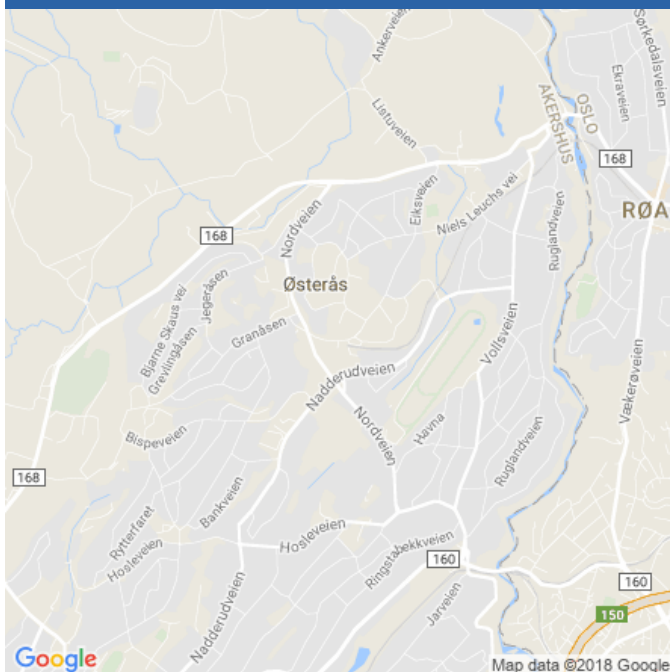 Sørkedalsveien
Ankerveien
Ekraveien
Listuveien
OSLO
AKERSHUS
168
Eiksveien
Niels Leuchs vei
RØA
Ruglandveien
Nordveien
168
Jegeråsen
Østerås
Bjarne Skaus vei
Grevlingåsen
Granåsen
Vollsveien
Vækerøveien
Nadderudveien
Nordveien
Havna
Bispeveien
Ruglandveien
168
Bankveien
Rytterfaret
Hosleveien
Hosleveien
Ringstabekkveien
160
160
Nadderudveien
Jarveien
150
Google
Map data ©2018 Google